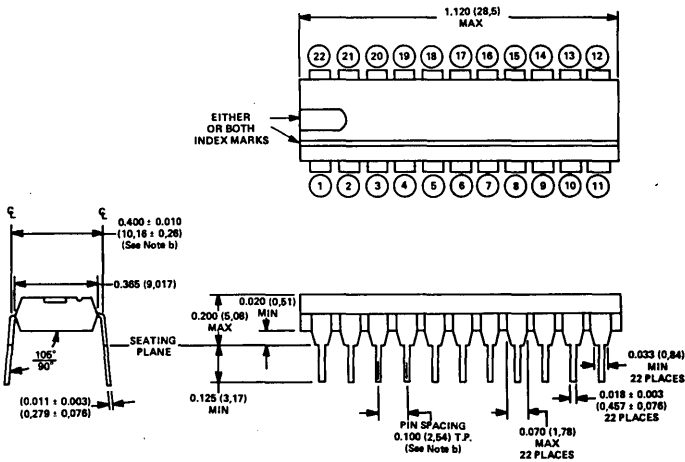 1.120 (28,5)
MAX
22 21 20 19 18 17 16 15 14 13 12
EITHER
OR BOTH
INDEX MARKS
1 2 3 4 5 6 7 8 9 10 11
℄ ℄
0.400 ± 0.010
(10,16 ± 0,26)
(See Note b)
0.365 (9,017)
0.020 (0,51)
MIN
0.200 (5,08)
MAX
SEATING
PLANE
105°
90°
0.125 (3,17)
MIN
(0.011 ± 0.003)
(0,279 ± 0,076)
PIN SPACING
0.100 (2,54) T.P.
(See Note b)
0.070 (1,78)
MAX
22 PLACES
0.033 (0,84)
MIN
22 PLACES
0.018 ± 0.003
(0,457 ± 0,076)
22 PLACES